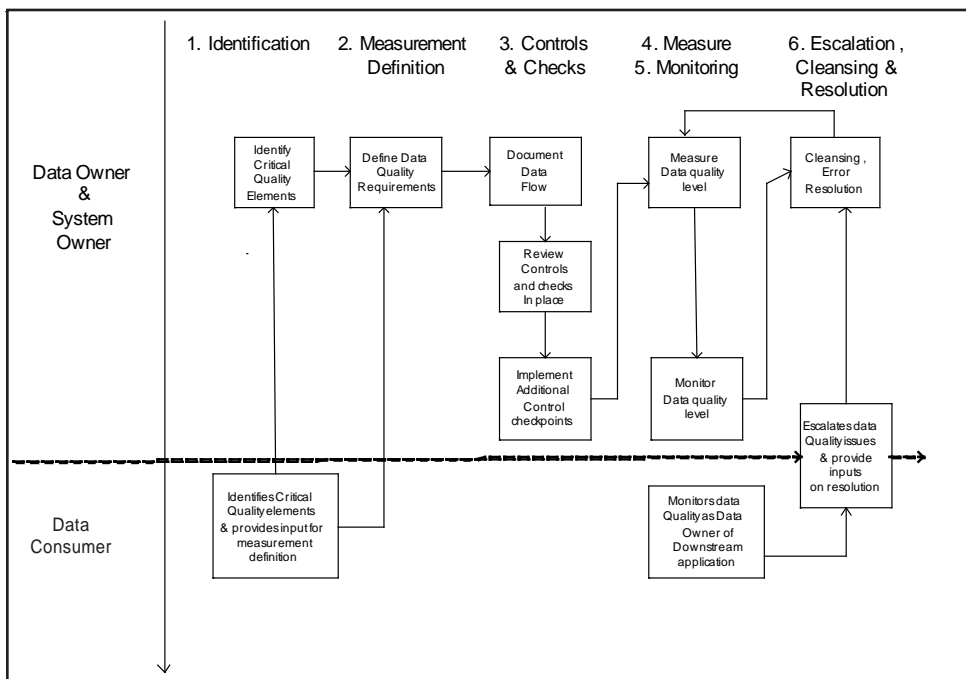 1. Identification
2. Measurement
Definition
3. Controls
& Checks
4. Measure
5. Monitoring
6. Escalation ,
Cleansing &
Resolution
Data Owner
&
System
Owner
Identify
Critical
Quality
Elements
Define Data
Quality
Requirements
Document
Data
Flow
Review
Controls
and checks
In place
Implement
Additional
Control
checkpoints
Measure
Data quality
level
Monitor
Data quality
level
Cleansing ,
Error
Resolution
Escalates data
Quality issues
& provide
inputs
on resolution
Data
Consumer
Identifies Critical
Quality elements
& provides input for
measurement
definition
Monitors data
Quality as Data
Owner of
Downstream
application